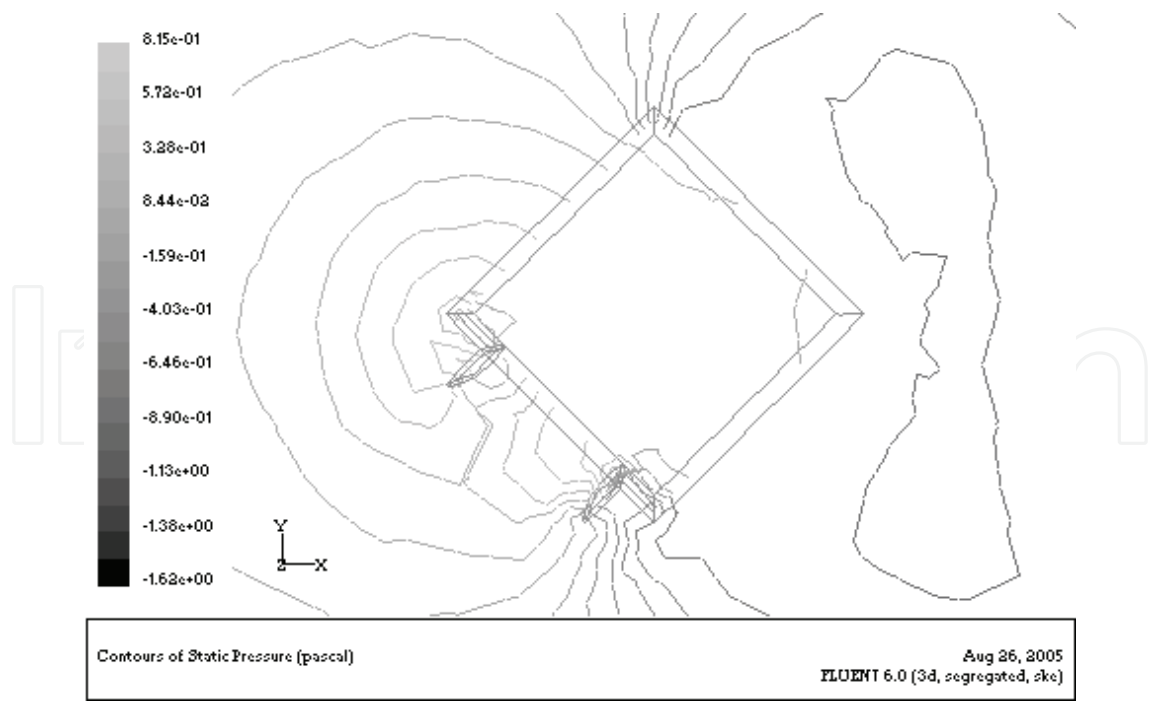 8.15e-01
5.72e-01
3.28e-01
8.44e-02
-1.59e-01
-4.03e-01
-6.46e-01
-8.90e-01
-1.13e+00
-1.38e+00
-1.62e+00
Y
Z X
Contours of Static Pressure (pascal)
Aug 26, 2005
FLUENT 6.0 (3d, segregated, ske)